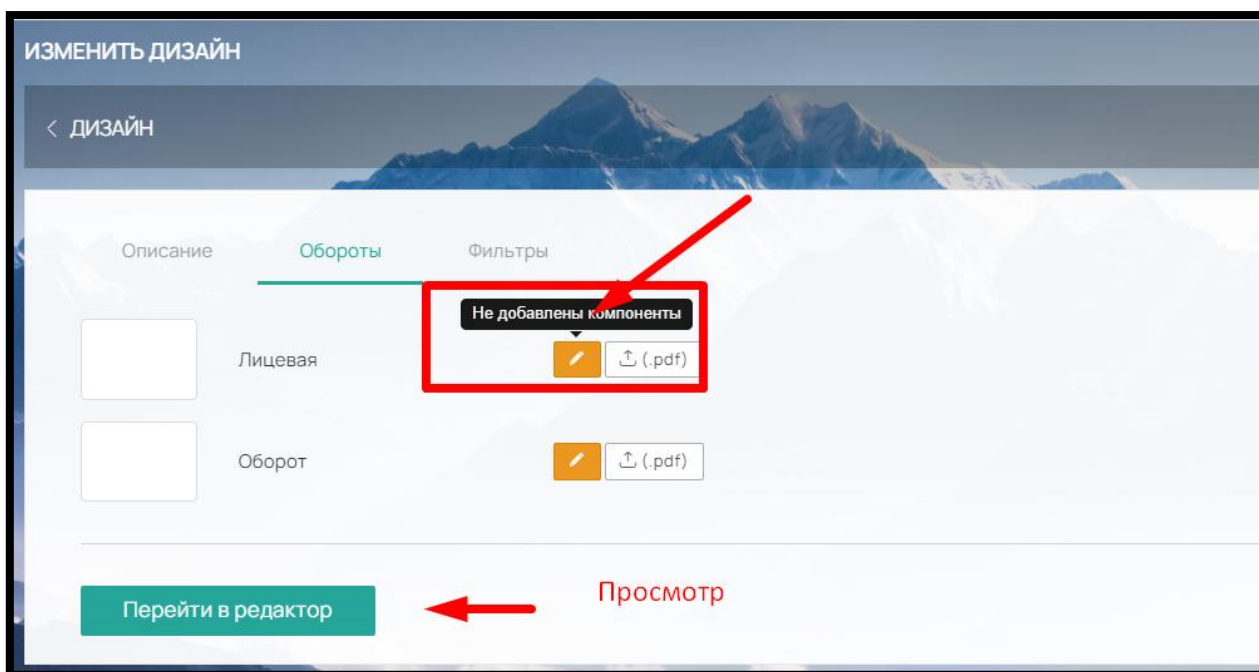 ИЗМЕНИТЬ ДИЗАЙН
< ДИЗАЙН
Описание Обороты Фильтры
Не добавлены компоненты
Лицевая (.pdf)
Оборот (.pdf)
Перейти в редактор Просмотр